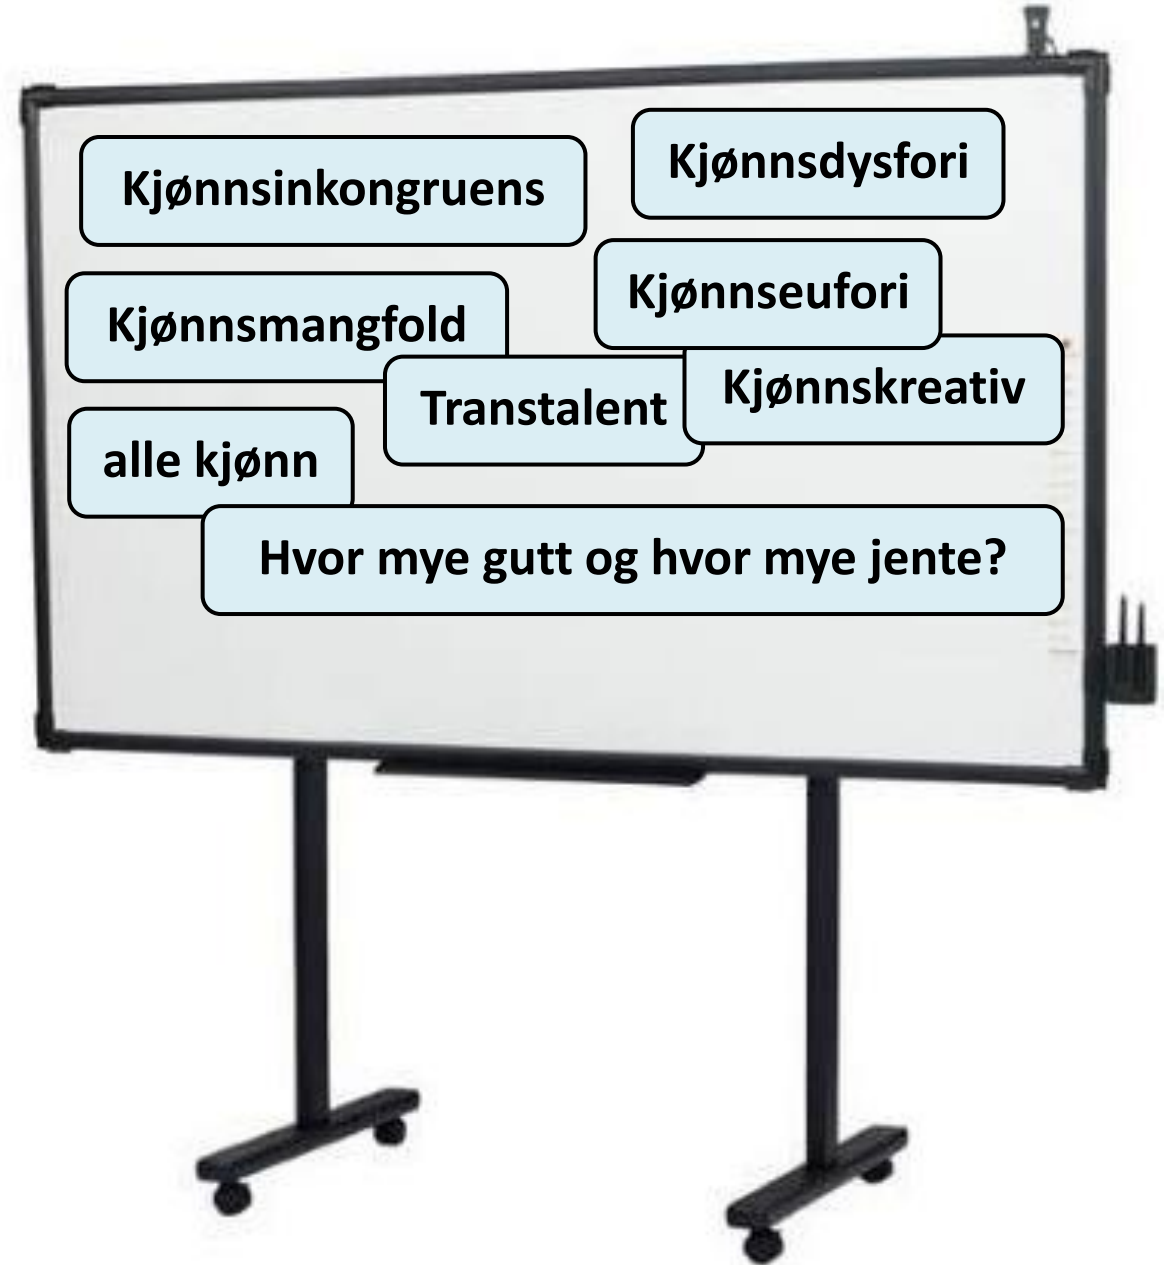 Kjønnsinkongruens
Kjønnsdysfori
Kjønnseufori
Kjønnsmangfold
Kjønnskreativ
Transtalent
alle kjønn
Hvor mye gutt og hvor mye jente?